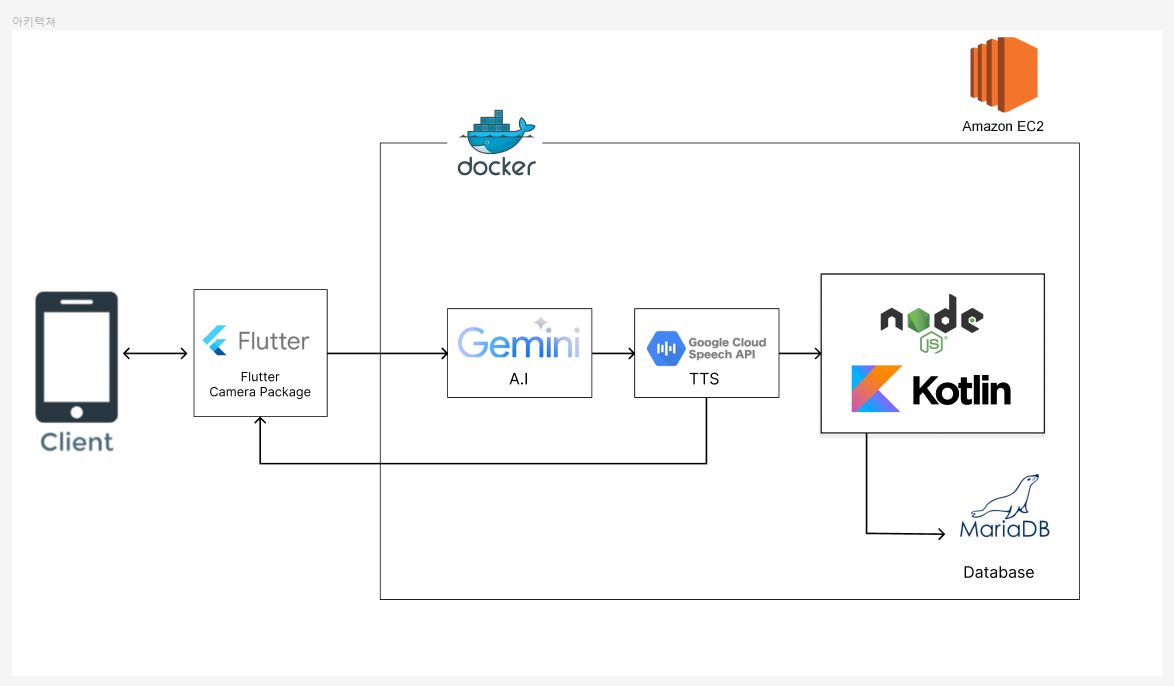 아키텍쳐
Amazon EC2
docker
Flutter
Flutter
Camera Package
Client
Gemini
A.I
Google Cloud
Speech API
TTS
node
JS
Kotlin
MariaDB
Database